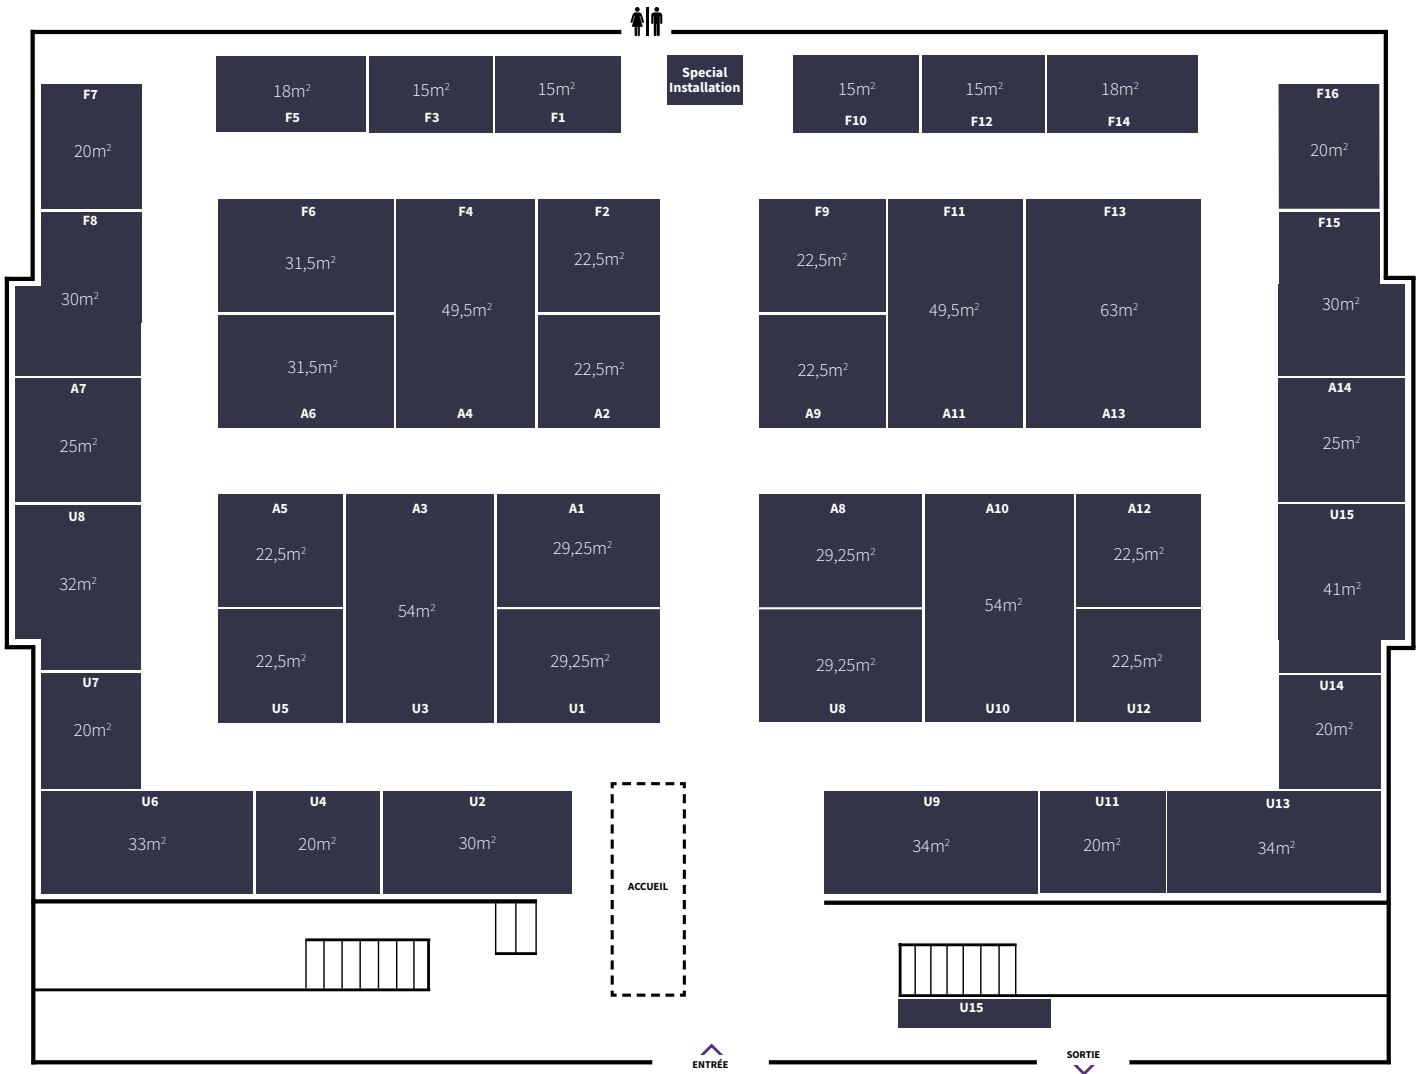 Special
Installation
18m²
F5
15m²
F3
15m²
F1
15m²
F10
15m²
F12
18m²
F14
F7
20m²
F16
20m²
F8
30m²
F15
30m²
F6
31,5m²
F4
49,5m²
F2
22,5m²
31,5m²
A6
A4
22,5m²
A2
F9
22,5m²
F11
49,5m²
F13
63m²
22,5m²
A9
A11
A13
A7
25m²
A14
25m²
A5
22,5m²
A3
54m²
A1
29,25m²
22,5m²
U5
U3
29,25m²
U1
A8
29,25m²
A10
54m²
A12
22,5m²
29,25m²
U8
U10
22,5m²
U12
U8
32m²
U15
41m²
U7
20m²
U14
20m²
U6
33m²
U4
20m²
U2
30m²
ACCUEIL
U9
34m²
U11
20m²
U13
34m²
U15
ENTRÉE
SORTIE